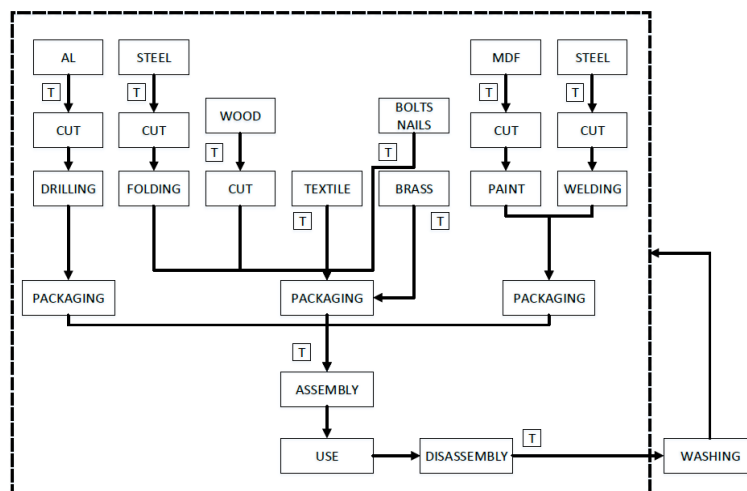 AL
STEEL
MDF
STEEL
T
T
T
T
WOOD
BOLTS
NAILS
CUT
CUT
CUT
CUT
T
T
DRILLING
FOLDING
CUT
TEXTILE
BRASS
PAINT
WELDING
T
T
PACKAGING
PACKAGING
PACKAGING
T
ASSEMBLY
T
USE
DISASSEMBLY
WASHING